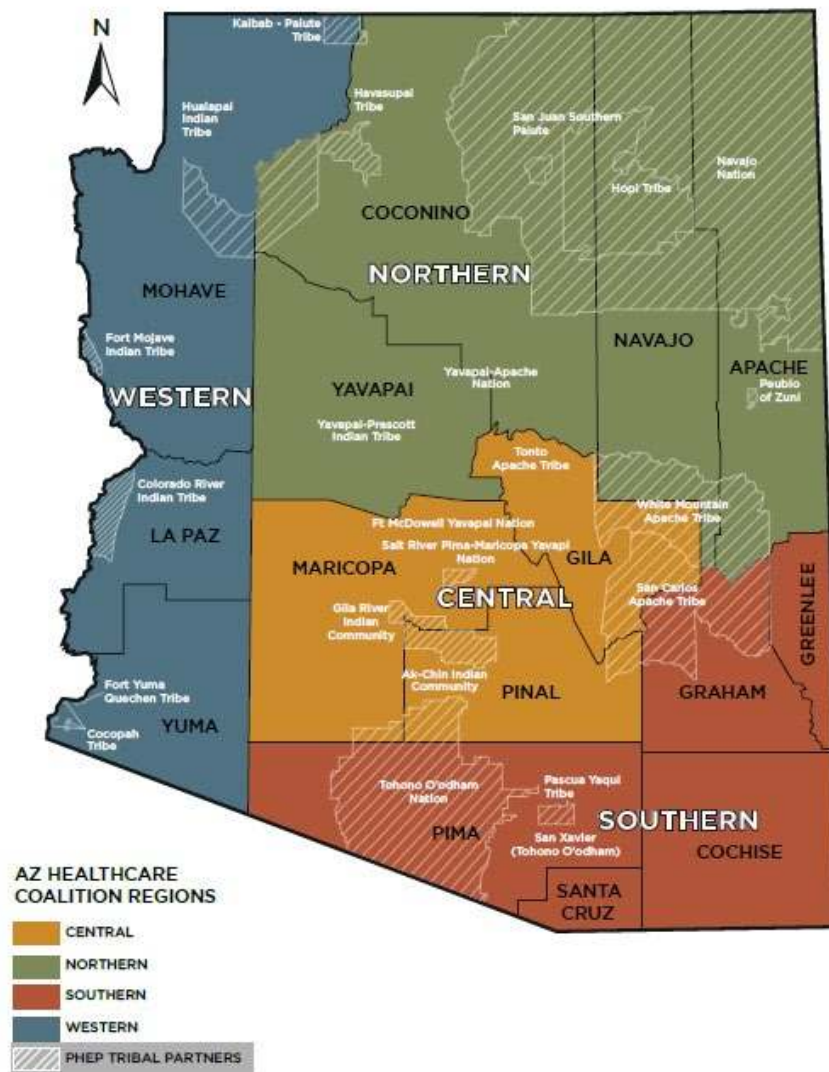 N
Kaibab - Paiute
Tribe
Hualapai
Indian
Tribe
Havasupai
Tribe
San Juan Southern
Paiute
Navajo
Nation
Hopi Tribe
COCONINO
NORTHERN
MOHAVE
Fort Mojave
Indian Tribe
WESTERN
NAVAJO
APACHE
Peublo
of Zuni
YAVAPAI
Yavapai-Apache
Nation
Yavapai-Prescott
Indian Tribe
Tonto
Apache Tribe
Colorado River
Indian Tribe
LA PAZ
White Mountain
Apache Tribe
Ft McDowell Yavapai Nation
Salt River Pima-Maricopa Yavapi
Nation
MARICOPA
GILA
CENTRAL
San Carlos
Apache Tribe
GREENLEE
Gila River
Indian
Community
Ak-Chin Indian
Community
PINAL
GRAHAM
Fort Yuma
Quechen Tribe
YUMA
Cocopah
Tribe
Tohono O'odham
Nation
Pascua Yaqui
Tribe
PIMA
SOUTHERN
San Xavier
(Tohono O'odham)
COCHISE
SANTA
CRUZ
AZ HEALTHCARE
COALITION REGIONS
CENTRAL
NORTHERN
SOUTHERN
WESTERN
PHEP TRIBAL PARTNERS